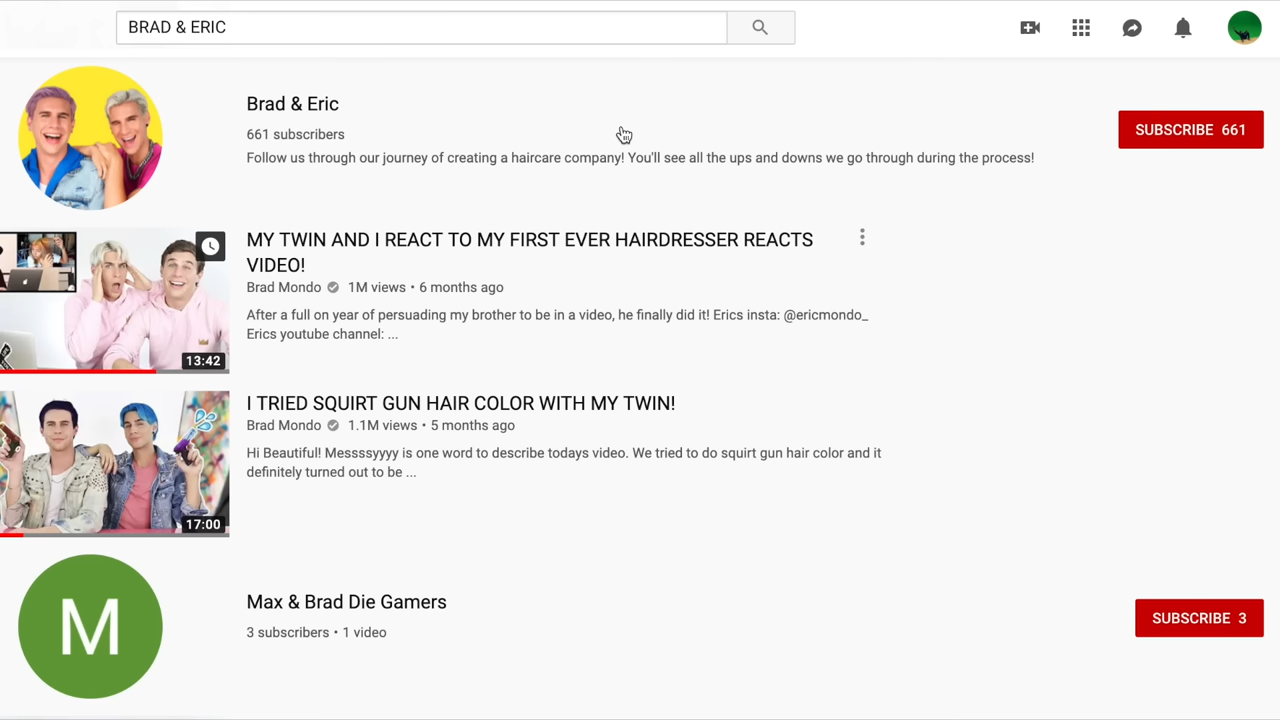 BRAD & ERIC
Brad & Eric
661 subscribers
Follow us through our journey of creating a haircare company! You'll see all the ups and downs we go through during the process!
SUBSCRIBE 661
MY TWIN AND I REACT TO MY FIRST EVER HAIRDRESSER REACTS
VIDEO!
Brad Mondo 1M views • 6 months ago
After a full on year of persuading my brother to be in a video, he finally did it! Erics insta: @ericmondo_
Erics youtube channel: ...
13:42
I TRIED SQUIRT GUN HAIR COLOR WITH MY TWIN!
Brad Mondo 1.1M views • 5 months ago
Hi Beautiful! Messssyyyy is one word to describe todays video. We tried to do squirt gun hair color and it
definitely turned out to be ...
17:00
M
Max & Brad Die Gamers
3 subscribers • 1 video
SUBSCRIBE 3